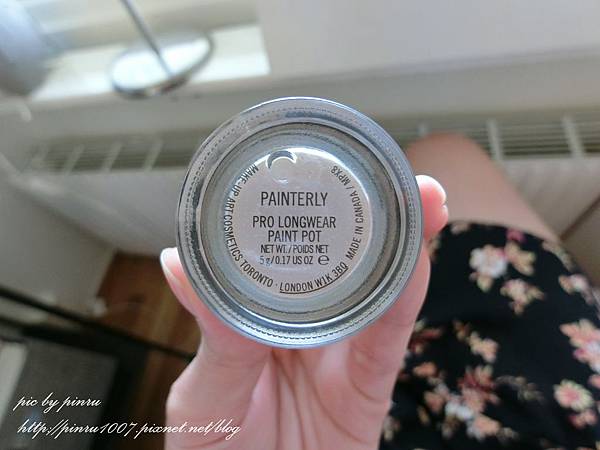 PAINTERLY
PRO LONGWEAR
PAINT POT
NET WT. / POIDS NET
5 g / 0.17 US OZ ℮
MAKE-UP ART COSMETICS TORONTO · LONDON W1K 3BQ MADE IN CANADA / MPX3
pic by pinru
http://pinru1007.pixnet.net/blog